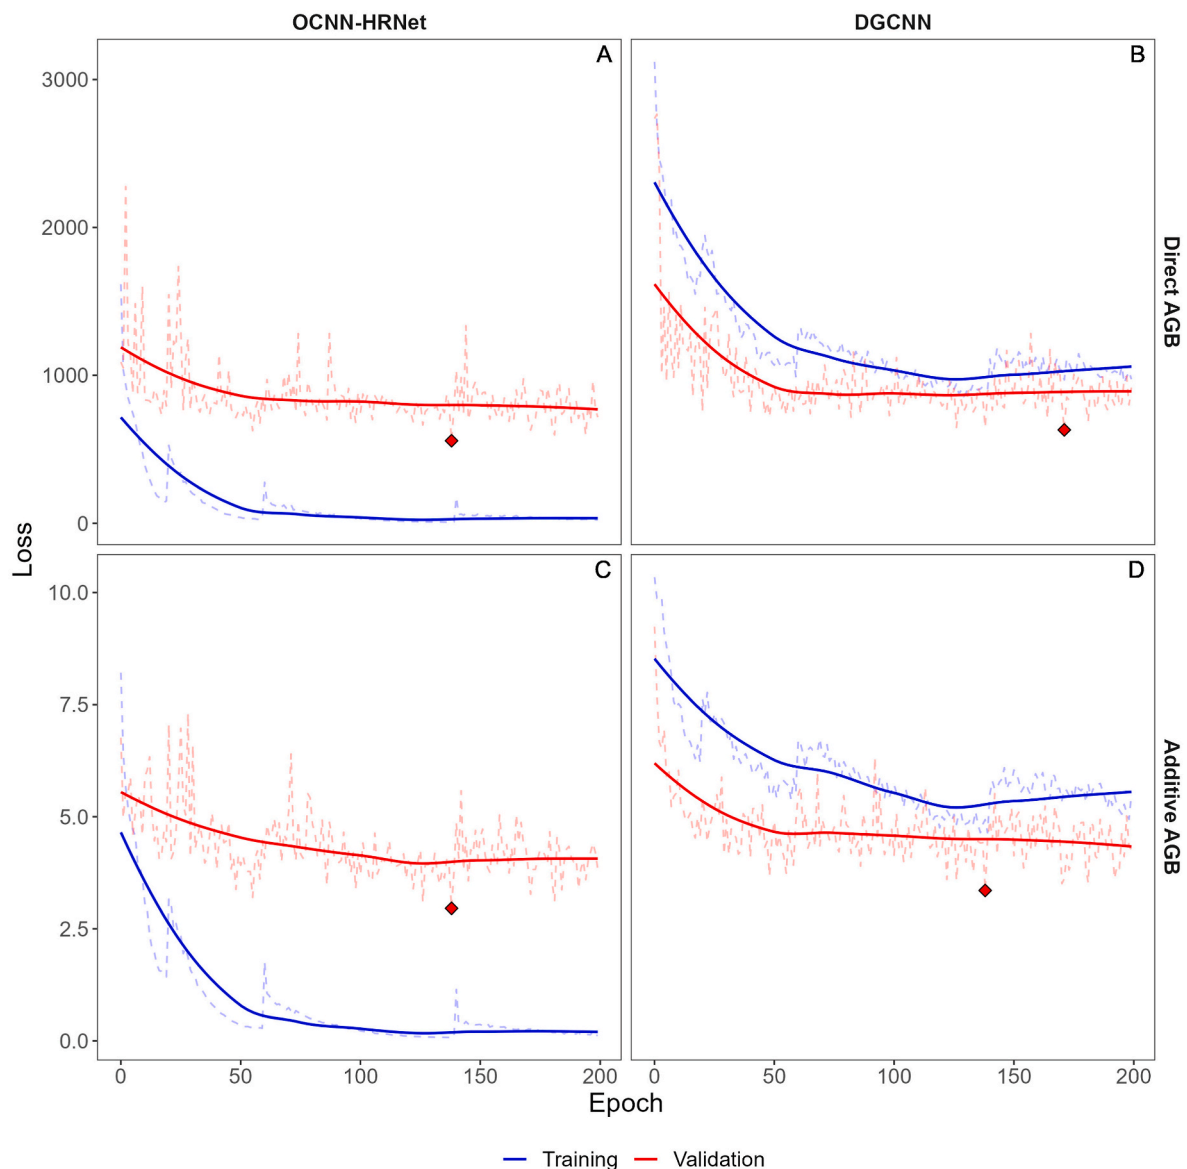 OCNN-HRNet
DGCNN
A
B
3000
2000
1000
0
Direct AGB
Loss
C
D
10.0
7.5
5.0
2.5
0.0
Additive AGB
0 50 100 150 200
0 50 100 150 200
Epoch
Training Validation